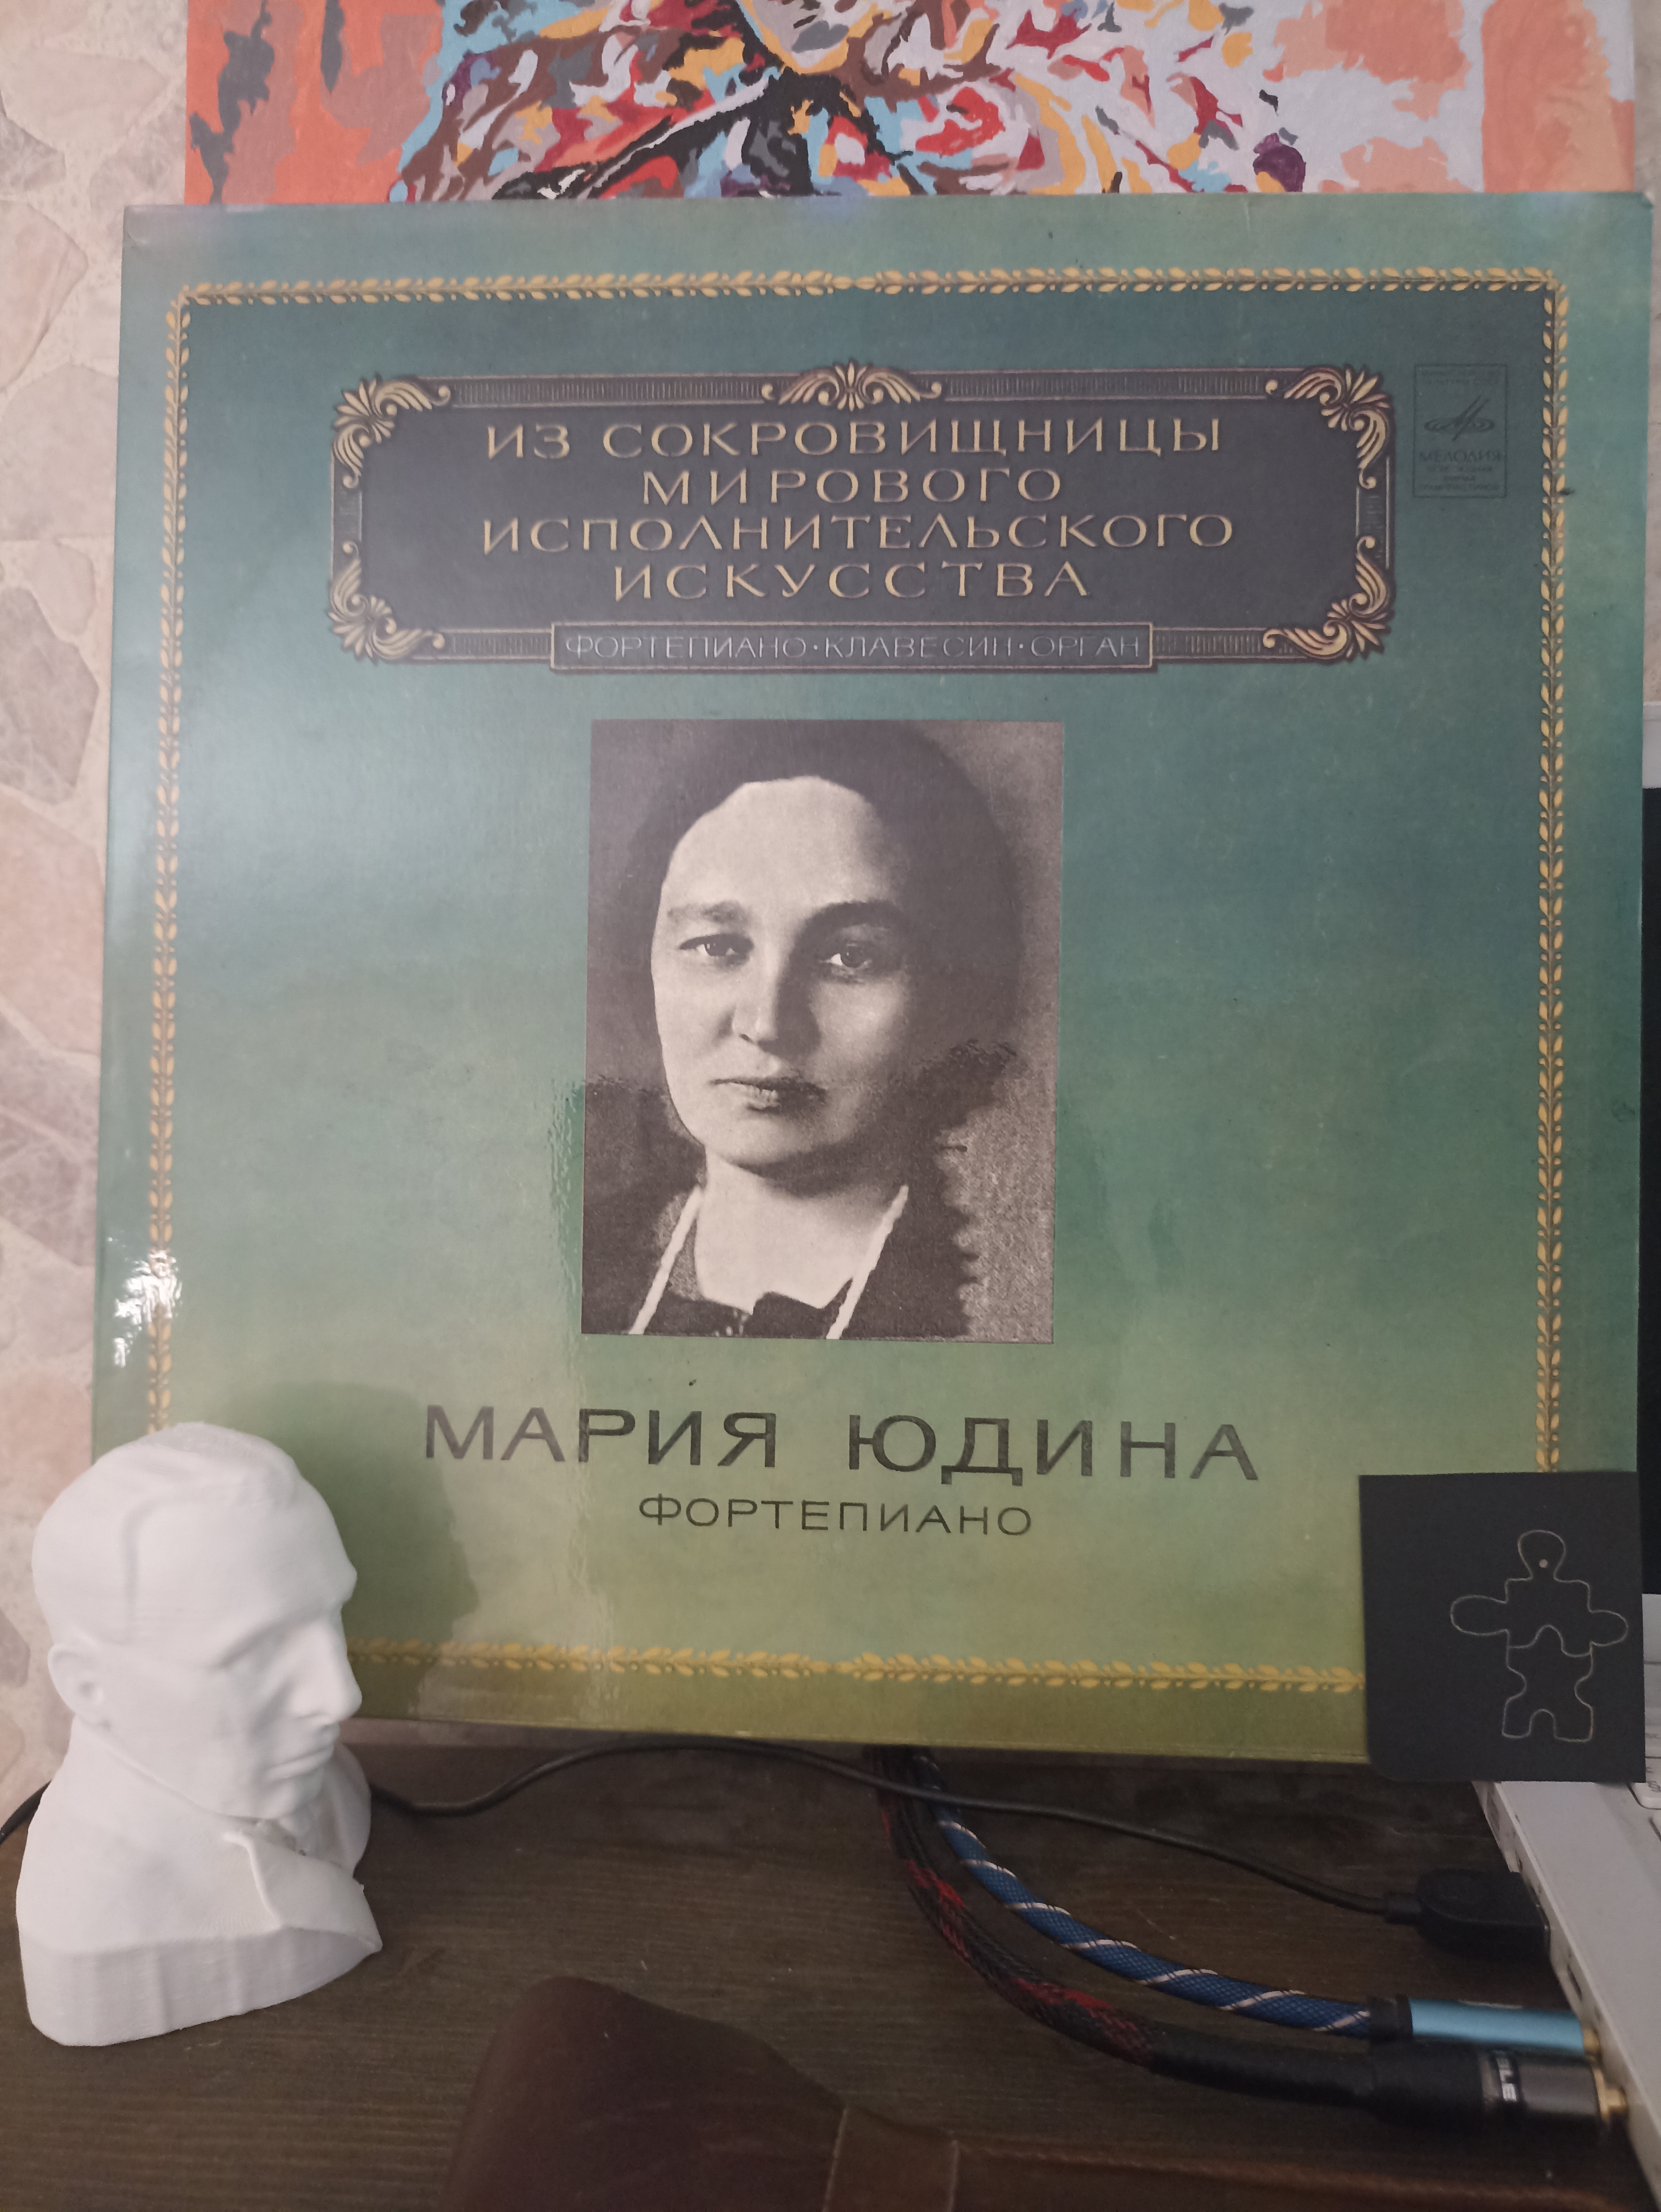 ИЗ СОКРОВИЩНИЦЫ
МИРОВОГО
ИСПОЛНИТЕЛЬСКОГО
ИСКУССТВА
ФОРТЕПИАНО·КЛАВЕСИН·ОРГАН
МЕЛОДИЯ
МАРИЯ ЮДИНА
ФОРТЕПИАНО